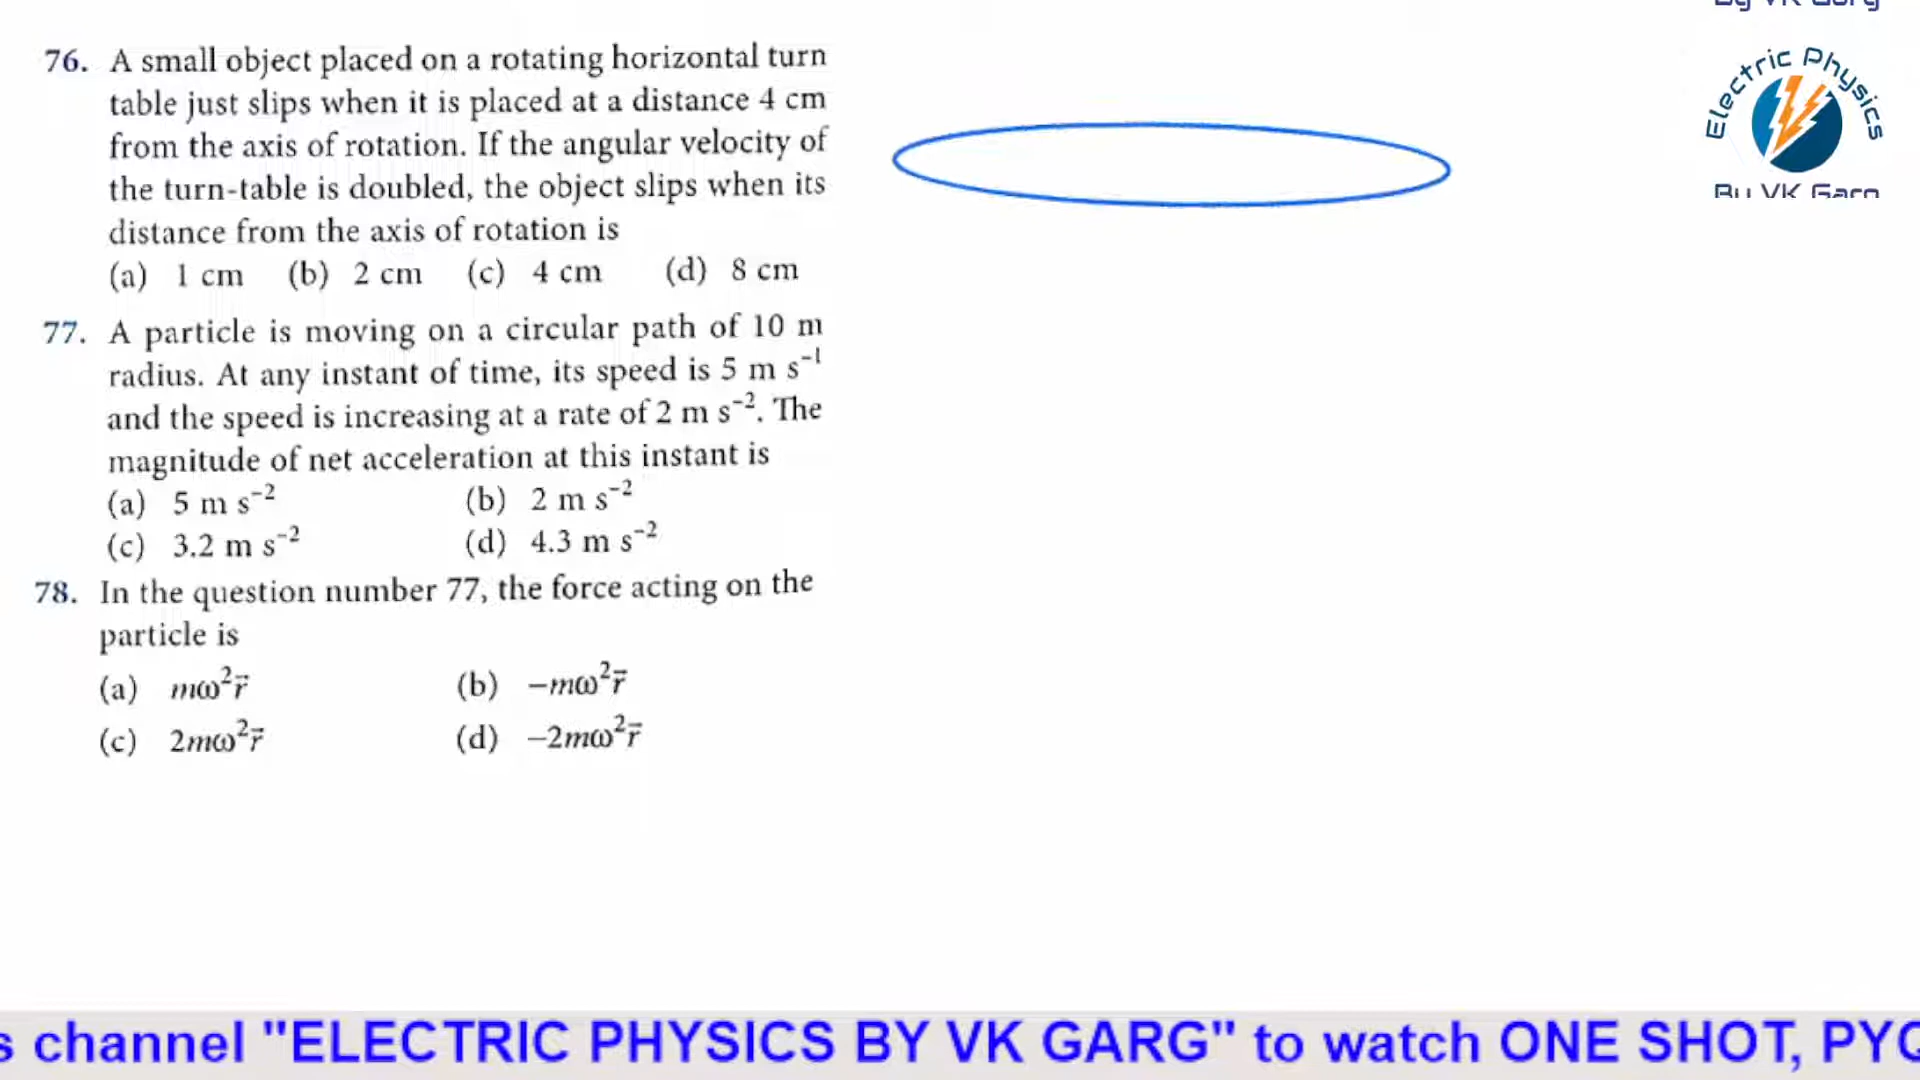 76. A small object placed on a rotating horizontal turn
table just slips when it is placed at a distance 4 cm
from the axis of rotation. If the angular velocity of
the turn-table is doubled, the object slips when its
distance from the axis of rotation is
(a) 1 cm (b) 2 cm (c) 4 cm (d) 8 cm
77. A particle is moving on a circular path of 10 m
radius. At any instant of time, its speed is 5 m s⁻¹
and the speed is increasing at a rate of 2 m s⁻². The
magnitude of net acceleration at this instant is
(a) 5 m s⁻² (b) 2 m s⁻²
(c) 3.2 m s⁻² (d) 4.3 m s⁻²
78. In the question number 77, the force acting on the
particle is
(a) mω²r⃗ (b) −mω²r⃗
(c) 2mω²r⃗ (d) −2mω²r⃗
By VK Garg
Electric Physics
By VK Garg
s channel "ELECTRIC PHYSICS BY VK GARG" to watch ONE SHOT, PYQ